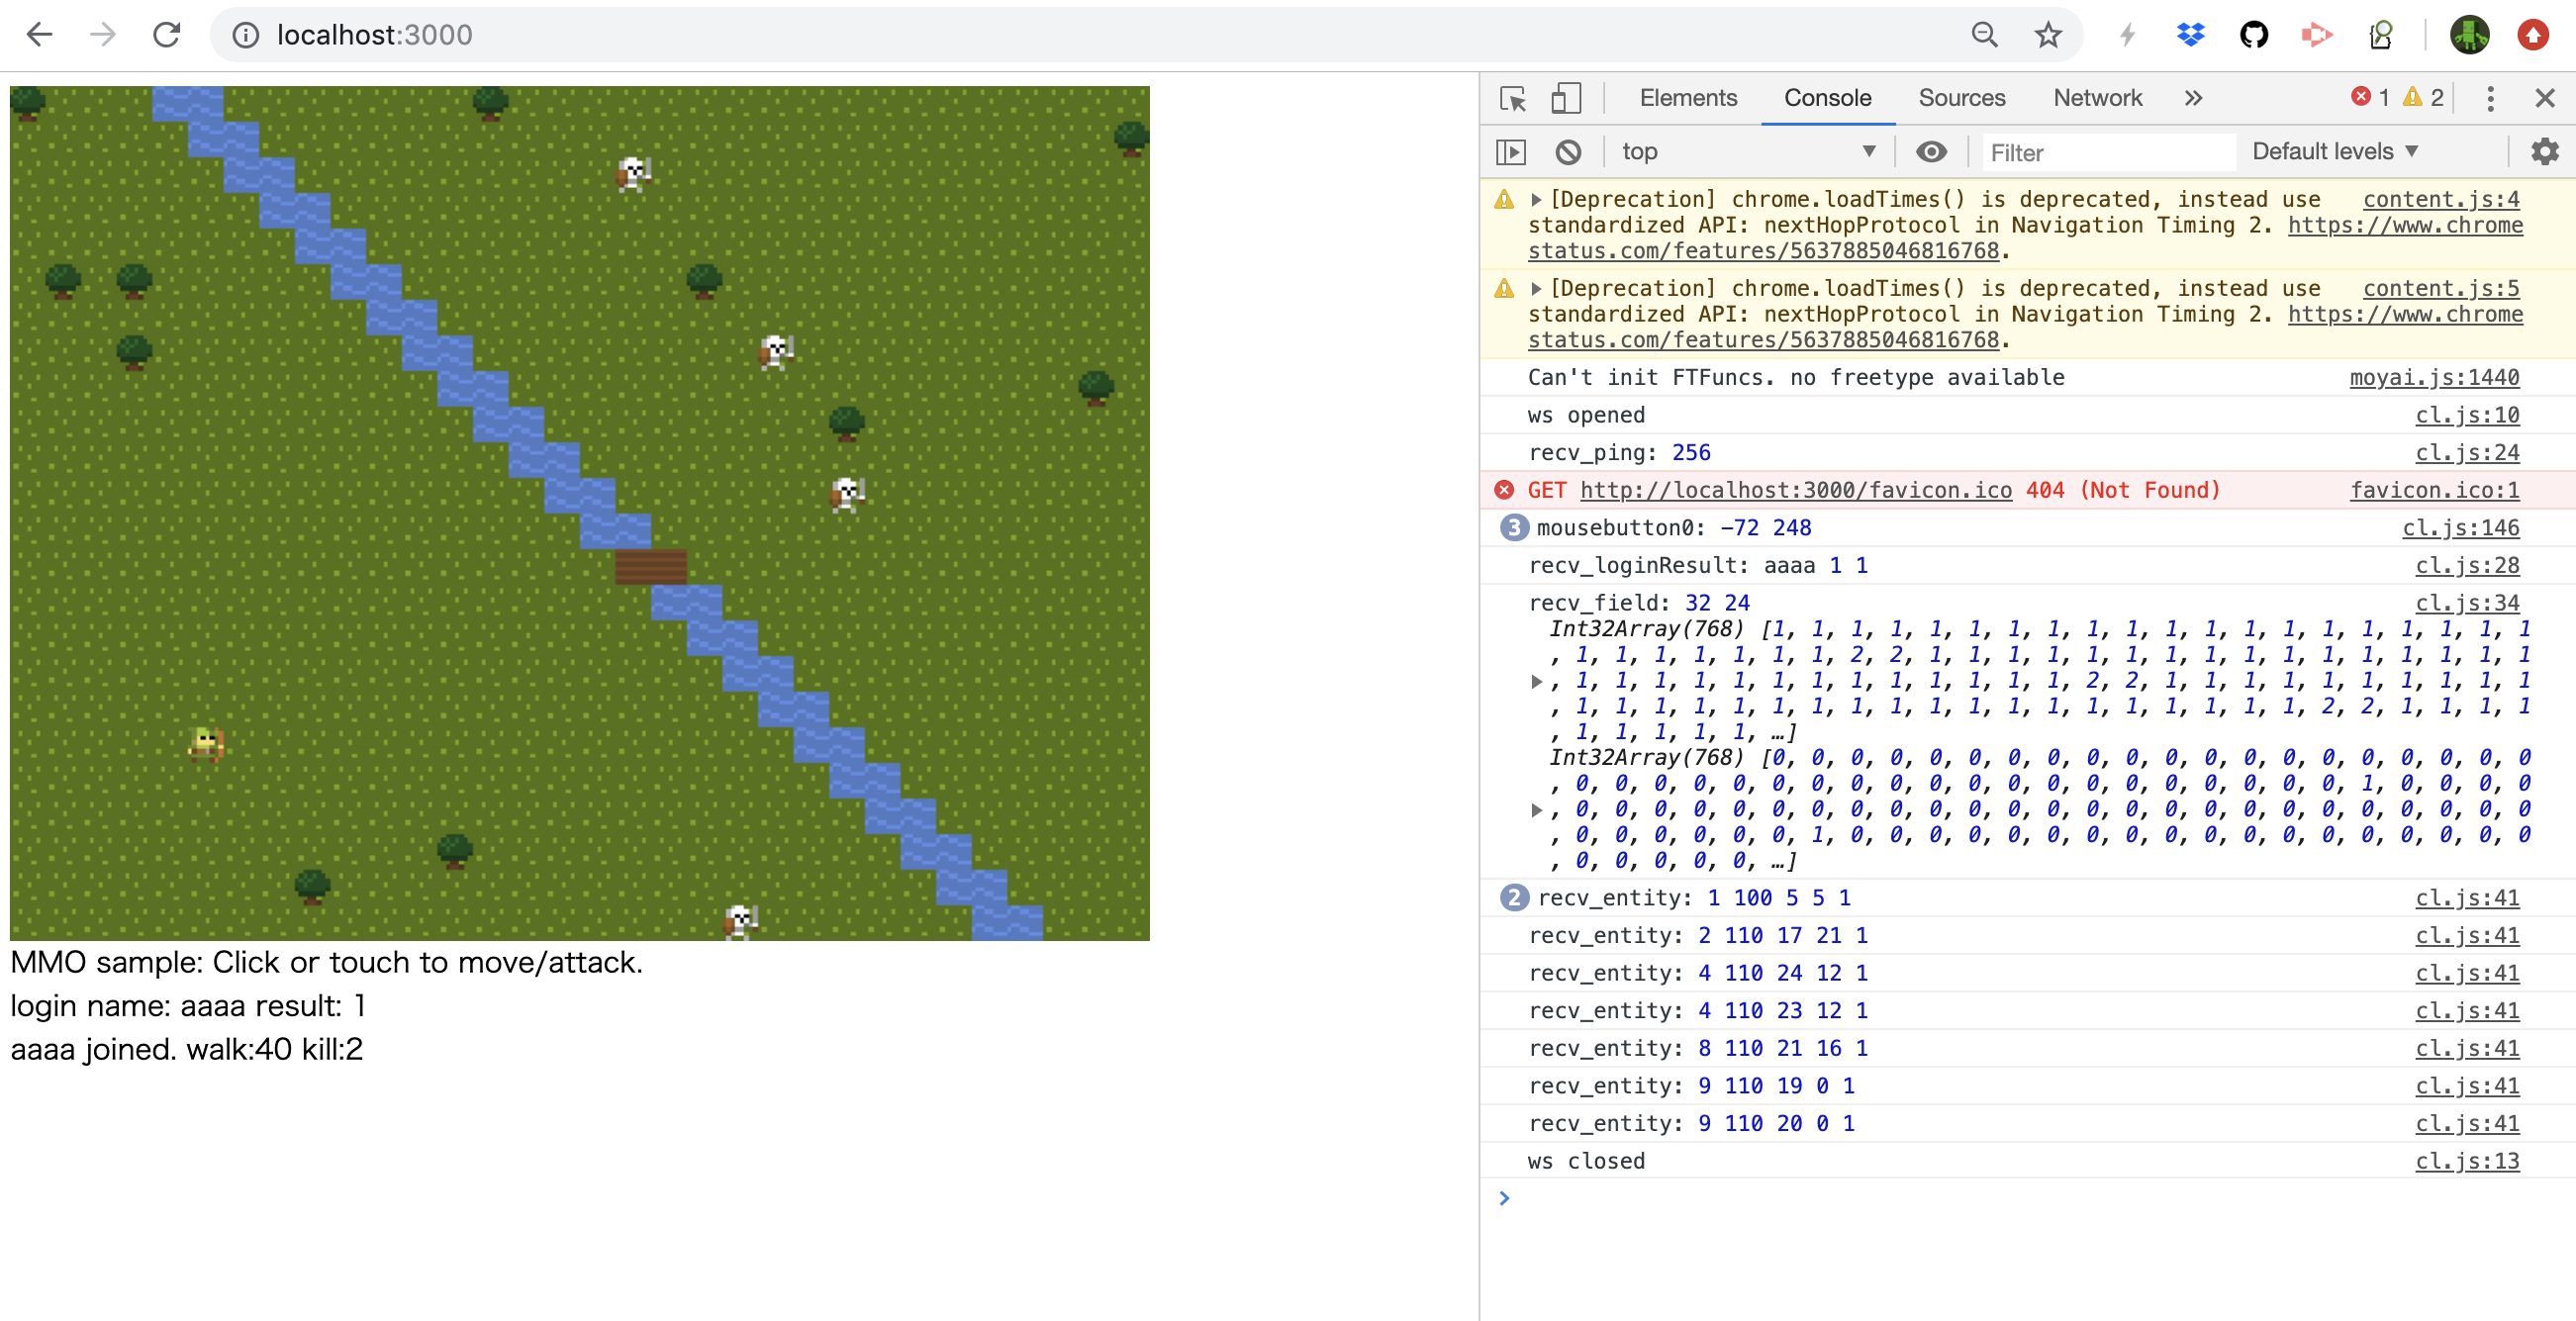 localhost:3000
Elements Console Sources Network » 1 2
top Filter Default levels
[Deprecation] chrome.loadTimes() is deprecated, instead use content.js:4
standardized API: nextHopProtocol in Navigation Timing 2. https://www.chrome
status.com/features/5637885046816768.
[Deprecation] chrome.loadTimes() is deprecated, instead use content.js:5
standardized API: nextHopProtocol in Navigation Timing 2. https://www.chrome
status.com/features/5637885046816768.
Can't init FTFuncs. no freetype available moyai.js:1440
ws opened cl.js:10
recv_ping: 256 cl.js:24
GET http://localhost:3000/favicon.ico 404 (Not Found) favicon.ico:1
3 mousebutton0: -72 248 cl.js:146
recv_loginResult: aaaa 1 1 cl.js:28
recv_field: 32 24 cl.js:34
Int32Array(768) [1, 1, 1, 1, 1, 1, 1, 1, 1, 1, 1, 1, 1, 1, 1, 1, 1, 1, 1, 1
, 1, 1, 1, 1, 1, 1, 1, 2, 2, 1, 1, 1, 1, 1, 1, 1, 1, 1, 1, 1, 1, 1, 1, 1, 1
, 1, 1, 1, 1, 1, 1, 1, 1, 1, 1, 1, 1, 1, 2, 2, 1, 1, 1, 1, 1, 1, 1, 1, 1, 1
, 1, 1, 1, 1, 1, 1, 1, 1, 1, 1, 1, 1, 1, 1, 1, 1, 1, 1, 1, 2, 2, 1, 1, 1, 1
, 1, 1, 1, 1, 1, …]
Int32Array(768) [0, 0, 0, 0, 0, 0, 0, 0, 0, 0, 0, 0, 0, 0, 0, 0, 0, 0, 0, 0
, 0, 0, 0, 0, 0, 0, 0, 0, 0, 0, 0, 0, 0, 0, 0, 0, 0, 0, 0, 0, 1, 0, 0, 0, 0
, 0, 0, 0, 0, 0, 0, 0, 0, 0, 0, 0, 0, 0, 0, 0, 0, 0, 0, 0, 0, 0, 0, 0, 0, 0
, 0, 0, 0, 0, 0, 0, 1, 0, 0, 0, 0, 0, 0, 0, 0, 0, 0, 0, 0, 0, 0, 0, 0, 0, 0
, 0, 0, 0, 0, 0, …]
2 recv_entity: 1 100 5 5 1 cl.js:41
recv_entity: 2 110 17 21 1 cl.js:41
recv_entity: 4 110 24 12 1 cl.js:41
recv_entity: 4 110 23 12 1 cl.js:41
recv_entity: 8 110 21 16 1 cl.js:41
recv_entity: 9 110 19 0 1 cl.js:41
recv_entity: 9 110 20 0 1 cl.js:41
ws closed cl.js:13
MMO sample: Click or touch to move/attack.
login name: aaaa result: 1
aaaa joined. walk:40 kill:2